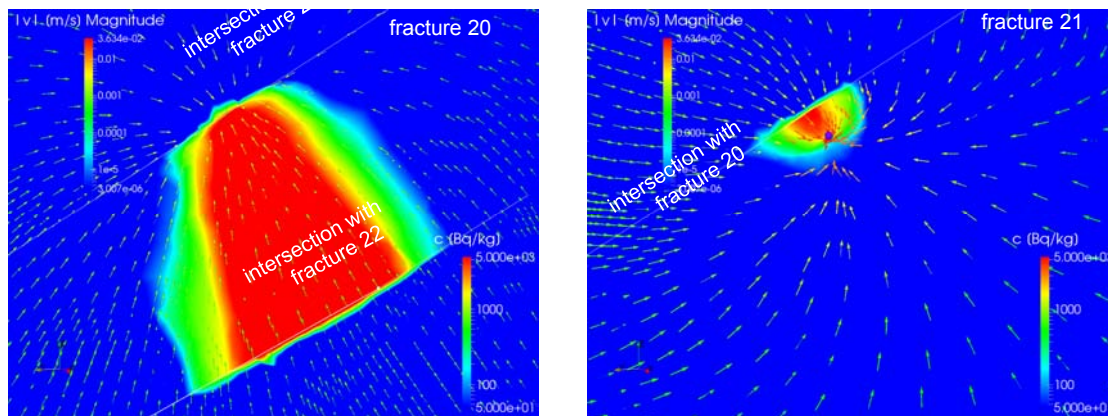 |v| (m/s) Magnitude
3.634e-02
0.01
0.001
0.0001
1e-5
3.007e-06
intersection with
fracture
fracture 20
intersection with
fracture 22
c (Bq/kg)
5.000e+03
1000
100
5.000e+01
|v| (m/s) Magnitude
3.634e-02
0.01
0.001
0.0001
fracture 21
intersection with
fracture 20
c (Bq/kg)
5.000e+03
1000
100
5.000e+01